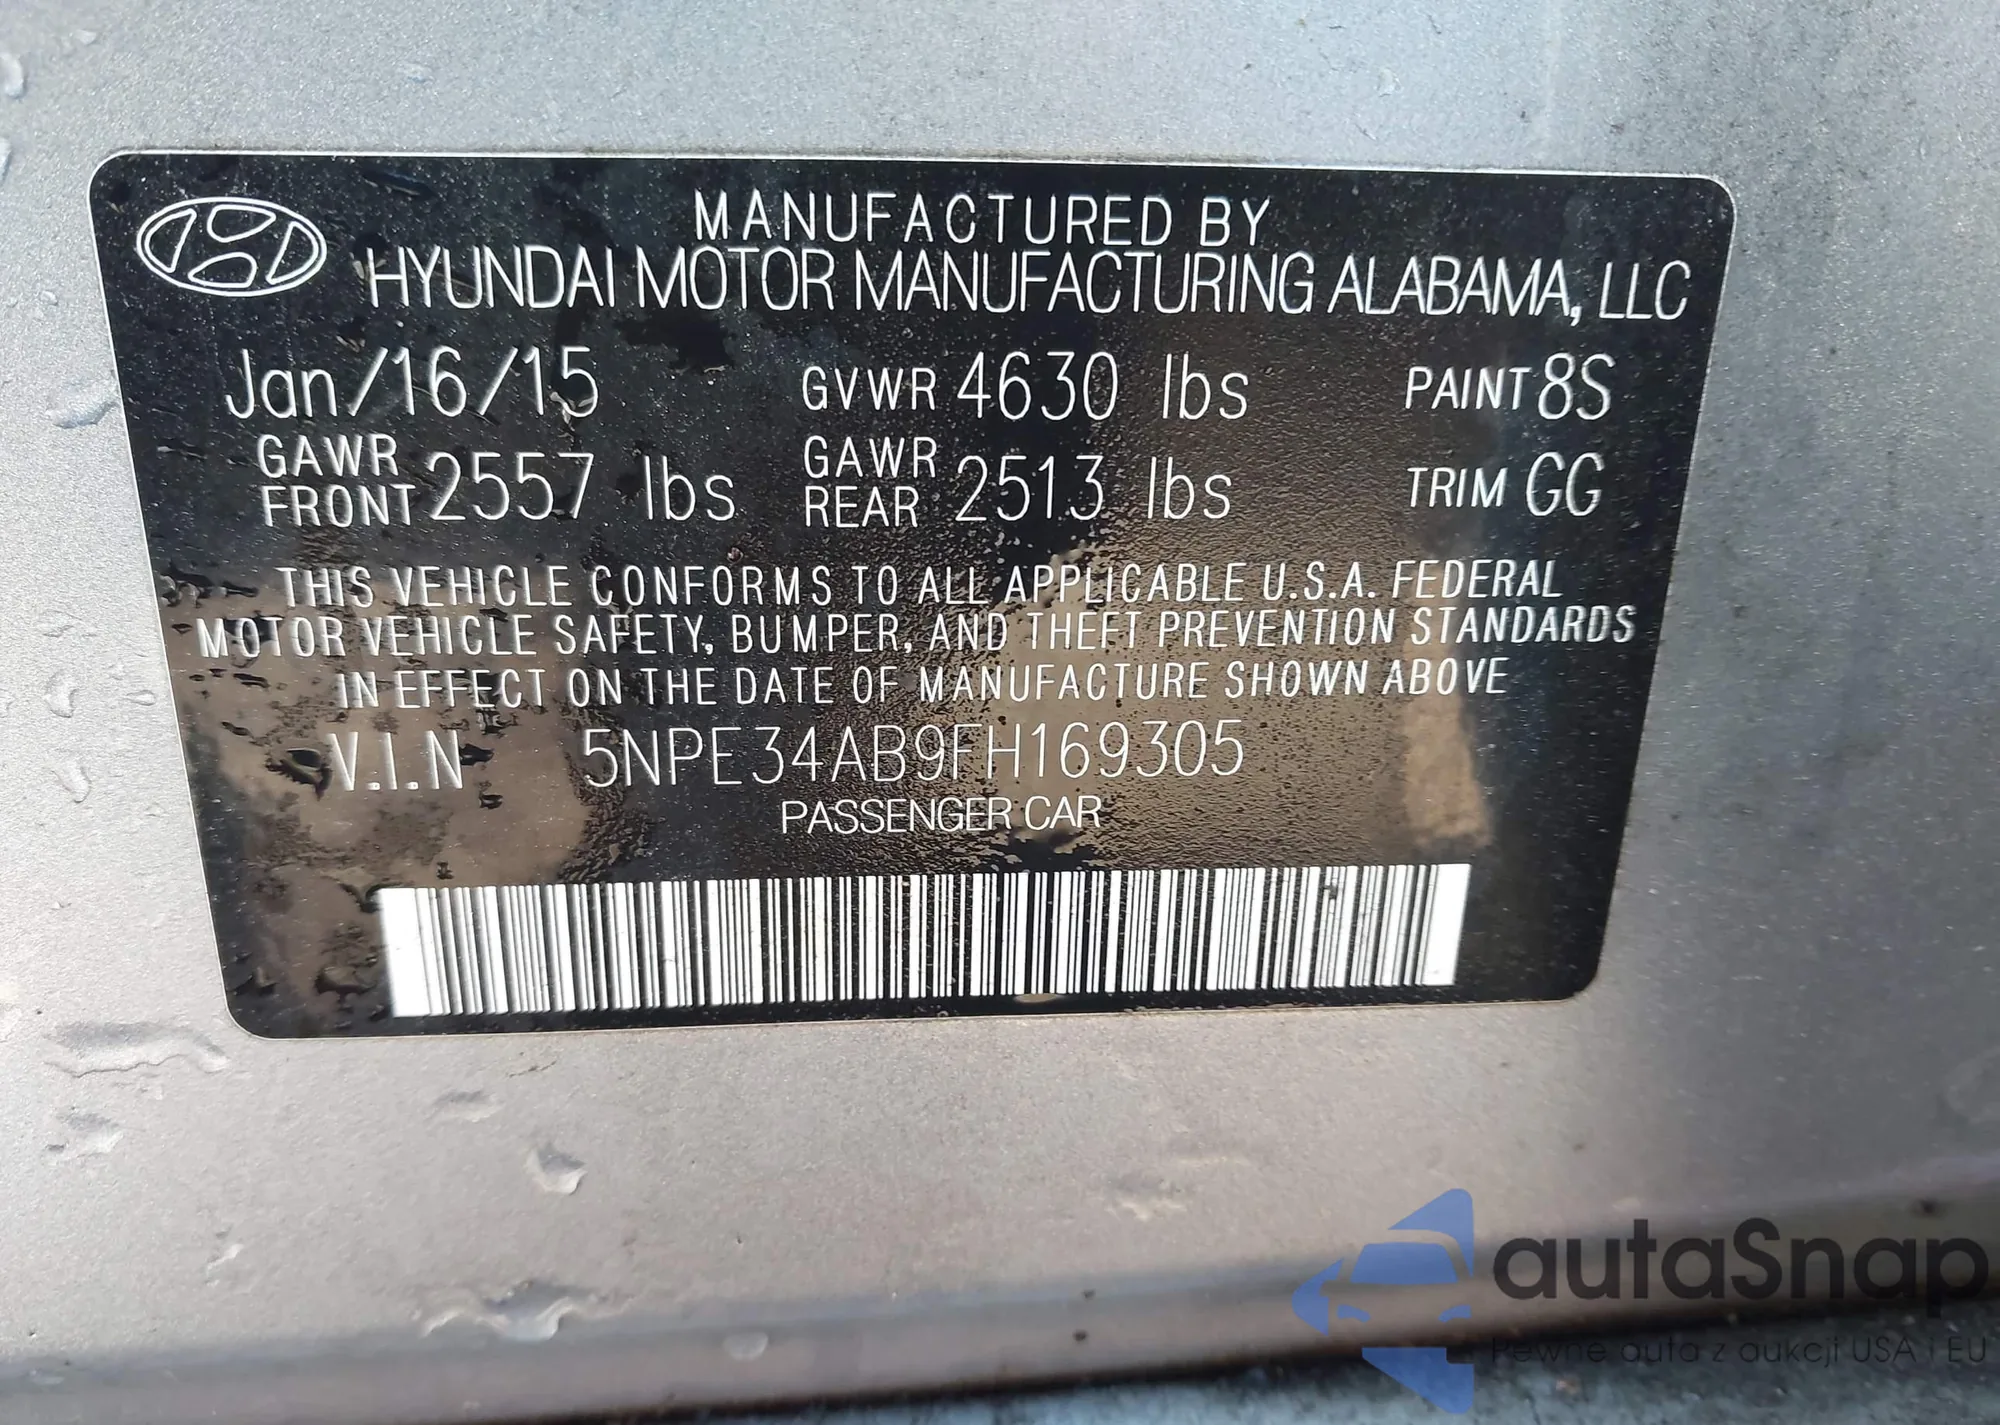 MANUFACTURED BY
HYUNDAI MOTOR MANUFACTURING ALABAMA, LLC
Jan/16/15 GVWR 4630 lbs PAINT 8S
GAWR FRONT 2557 lbs GAWR REAR 2513 lbs TRIM GG
THIS VEHICLE CONFORMS TO ALL APPLICABLE U.S.A. FEDERAL
MOTOR VEHICLE SAFETY, BUMPER, AND THEFT PREVENTION STANDARDS
IN EFFECT ON THE DATE OF MANUFACTURE SHOWN ABOVE
V.I.N 5NPE34AB9FH169305
PASSENGER CAR
autaSnap
Pewne auta z aukcji USA i EU